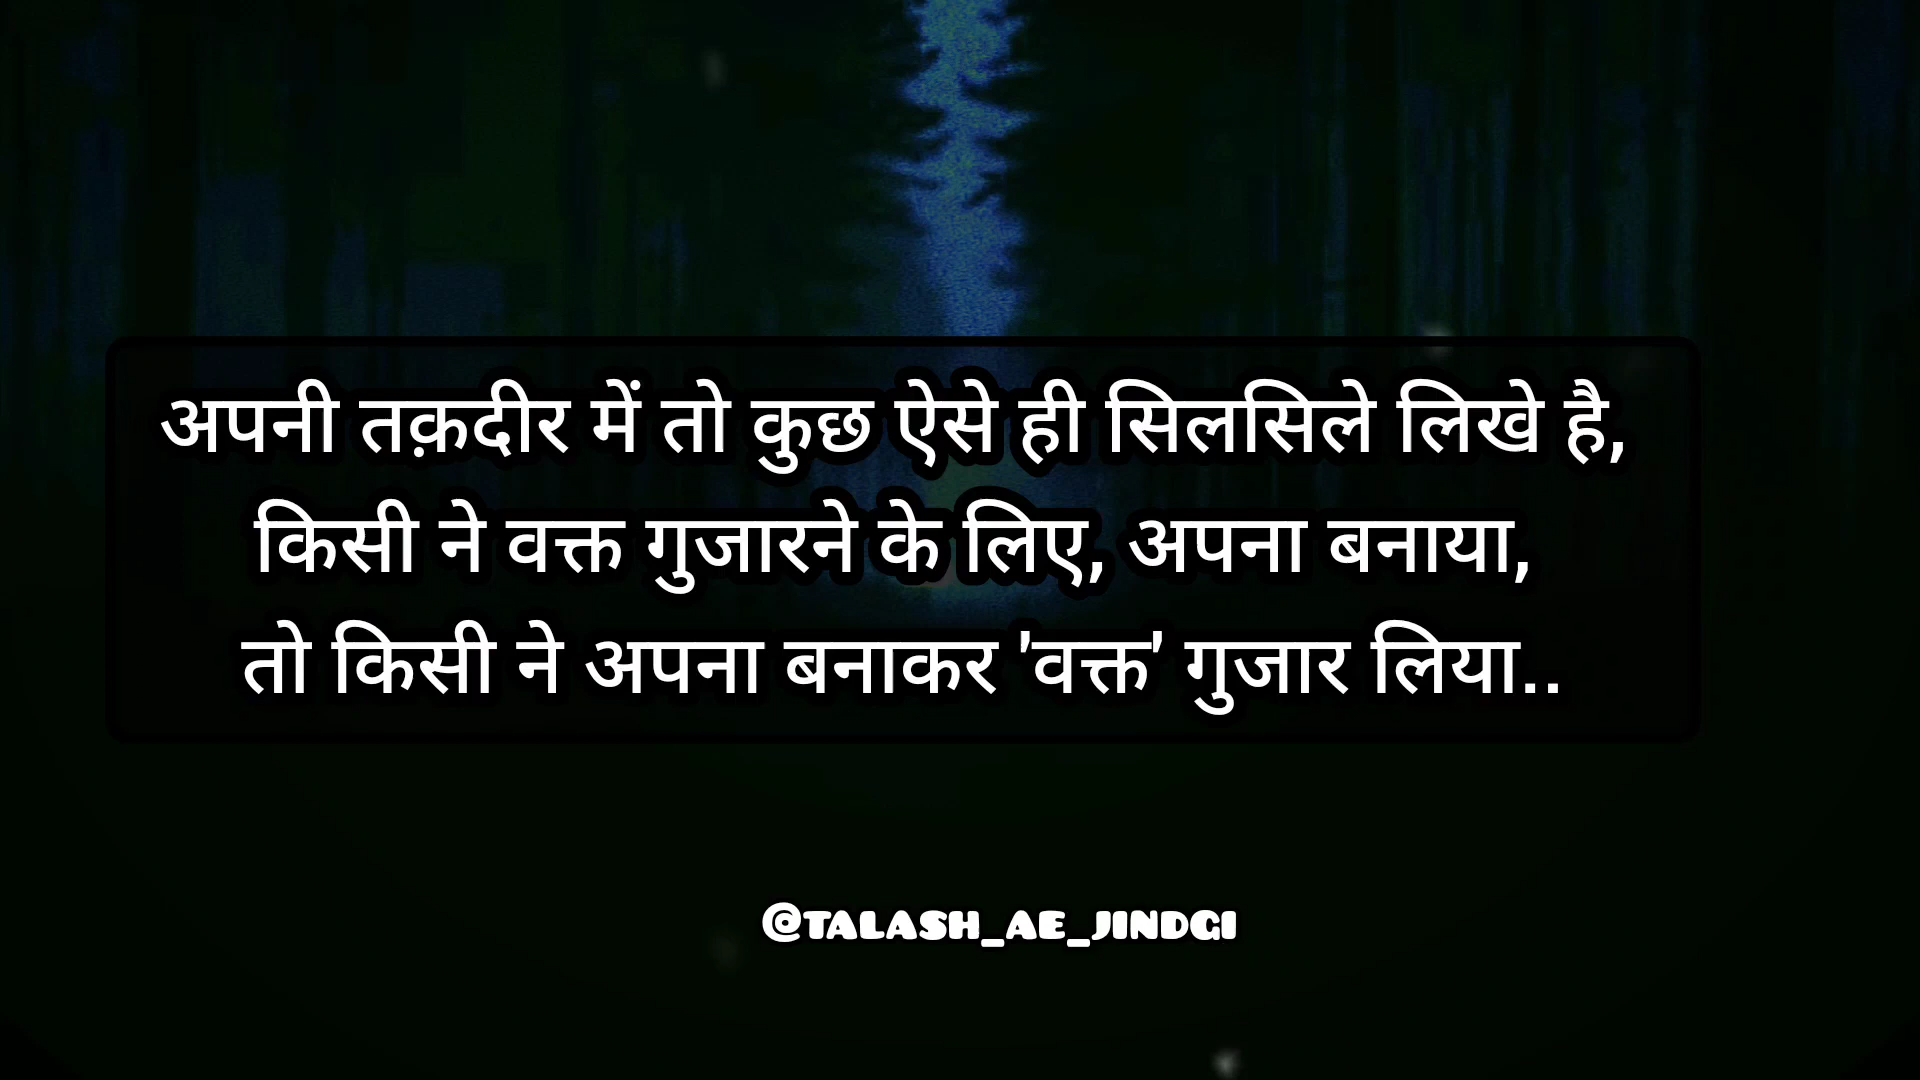 अपनी तक़दीर में तो कुछ ऐसे ही सिलसिले लिखे है,
किसी ने वक्त गुजारने के लिए, अपना बनाया,
तो किसी ने अपना बनाकर 'वक्त' गुजार लिया..
@TALASH_AE_JINDGI